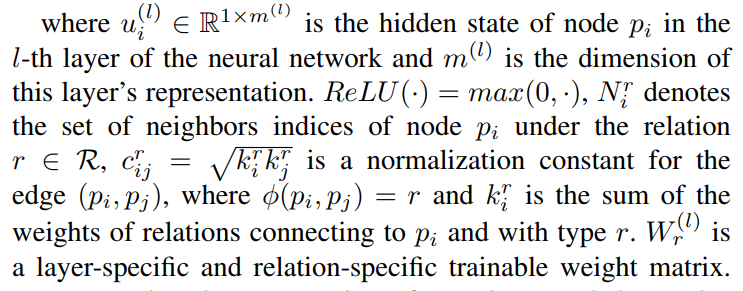 where $u_i^{(l)} \in \mathbb{R}^{1 \times m^{(l)}}$ is the hidden state of node $p_i$ in the
$l$-th layer of the neural network and $m^{(l)}$ is the dimension of
this layer's representation. $ReLU(\cdot) = max(0, \cdot)$, $N_i^r$ denotes
the set of neighbors indices of node $p_i$ under the relation
$r \in \mathcal{R}$, $c_{ij}^r = \sqrt{k_i^r k_j^r}$ is a normalization constant for the
edge $(p_i, p_j)$, where $\phi(p_i, p_j) = r$ and $k_i^r$ is the sum of the
weights of relations connecting to $p_i$ and with type $r$. $W_r^{(l)}$ is
a layer-specific and relation-specific trainable weight matrix.